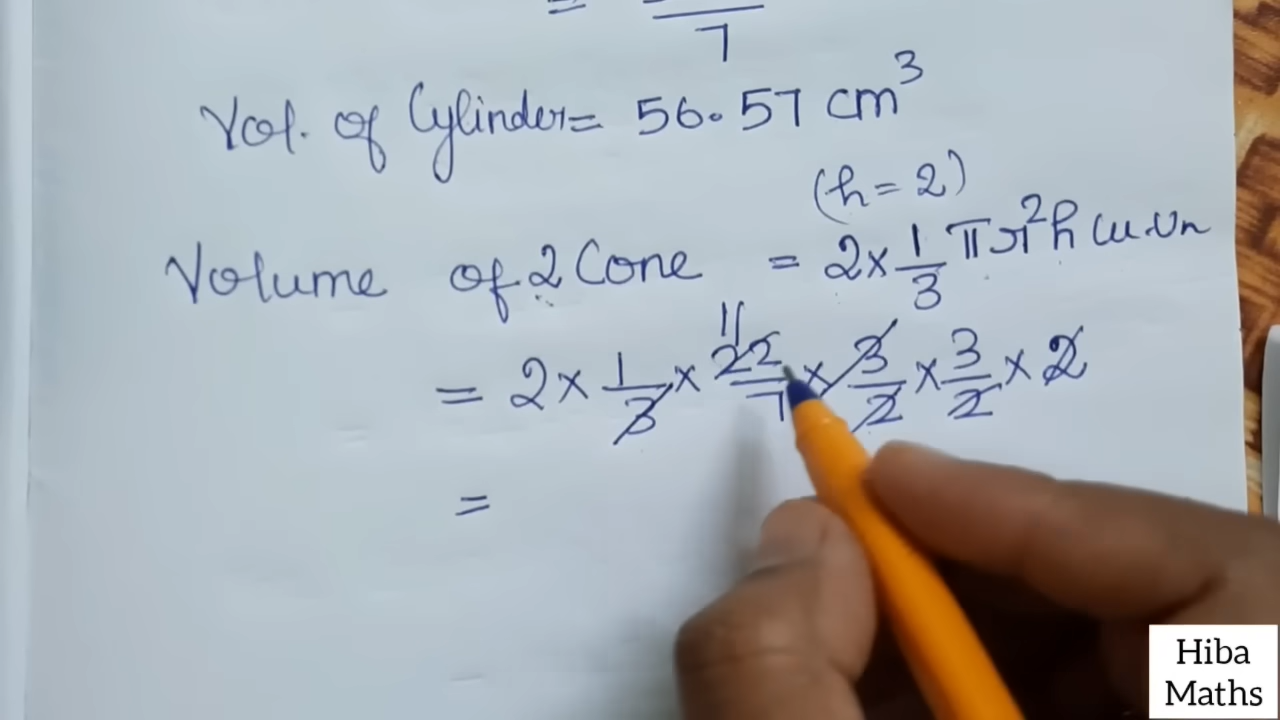 = 7
Vol. of Cylinder = 56.57 cm³
(h = 2)
Volume of 2 Cone = 2 × 1/3 πr²h cu.un
11
= 2 × 1/3 × 22/7 × 3/2 × 3/2 × 2
=
Hiba
Maths